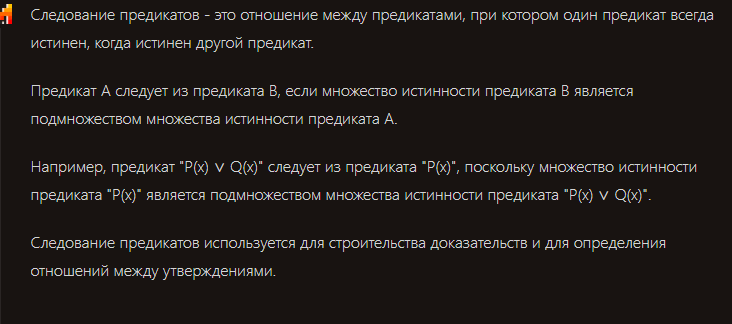 Следование предикатов - это отношение между предикатами, при котором один предикат всегда
истинен, когда истинен другой предикат.
Предикат A следует из предиката B, если множество истинности предиката B является
подмножеством множества истинности предиката A.
Например, предикат "P(x) ∨ Q(x)" следует из предиката "P(x)", поскольку множество истинности
предиката "P(x)" является подмножеством множества истинности предиката "P(x) ∨ Q(x)".
Следование предикатов используется для строительства доказательств и для определения
отношений между утверждениями.